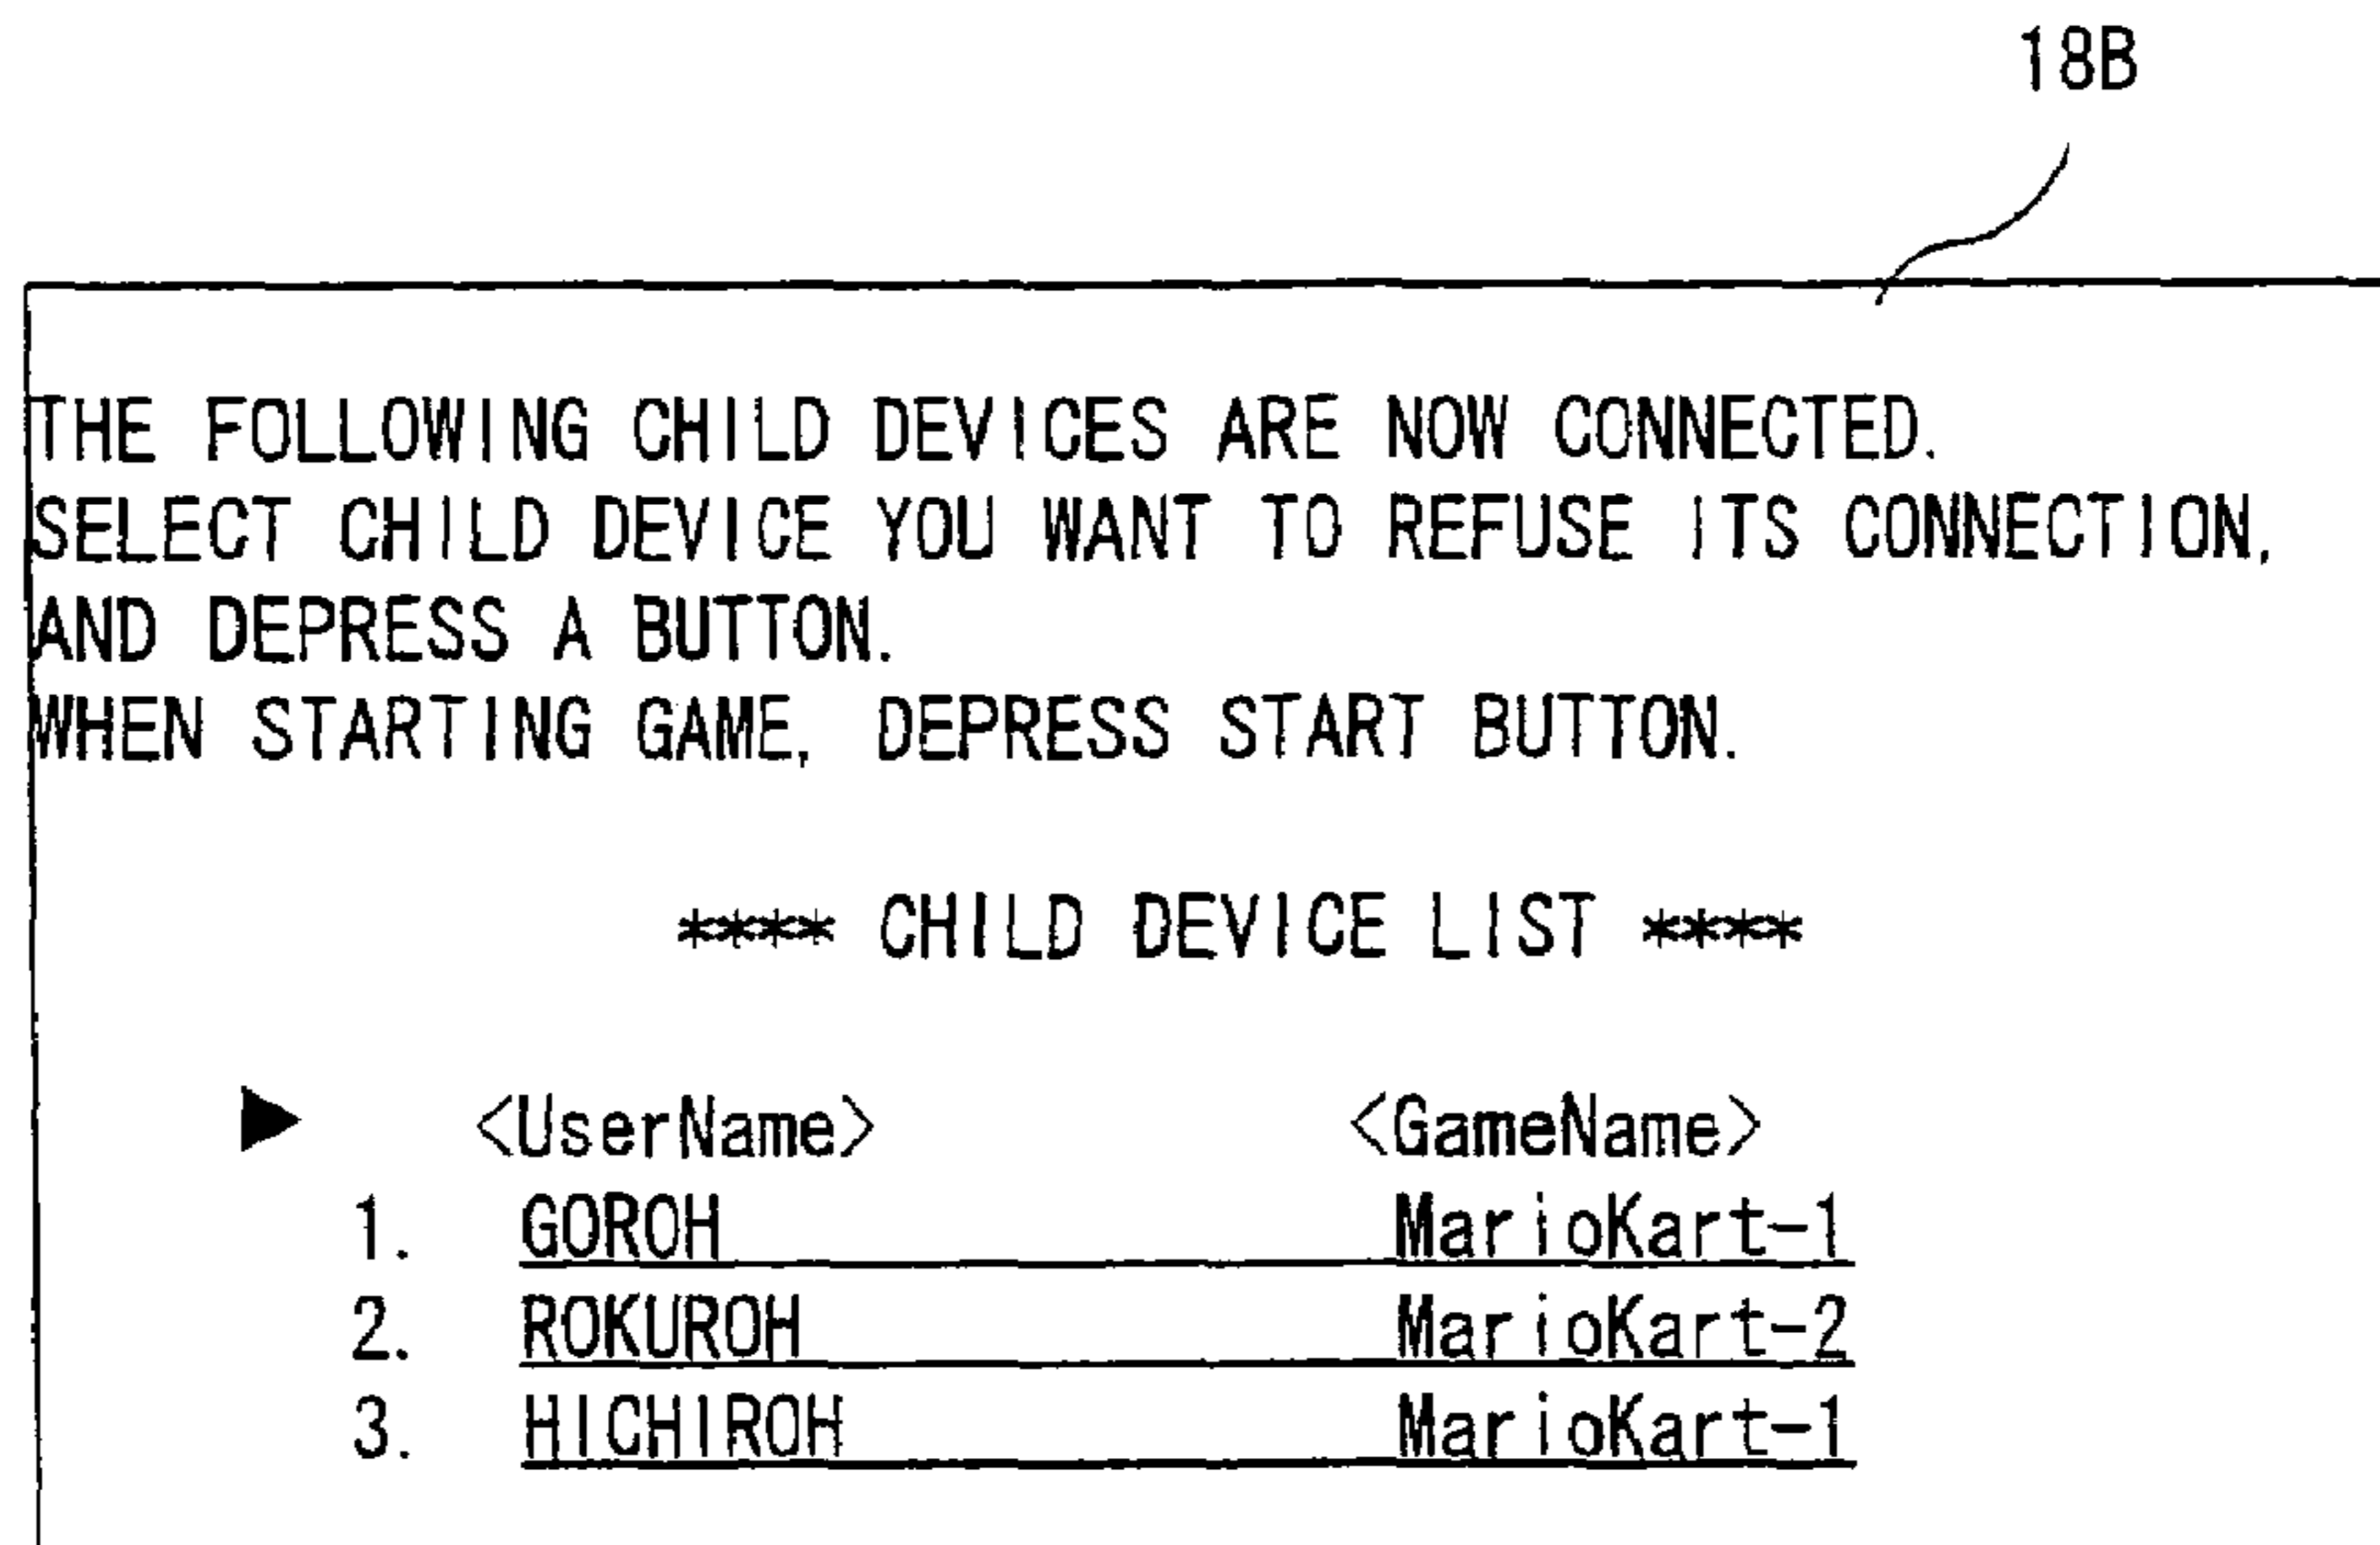 18B
THE FOLLOWING CHILD DEVICES ARE NOW CONNECTED.
SELECT CHILD DEVICE YOU WANT TO REFUSE ITS CONNECTION,
AND DEPRESS A BUTTON.
WHEN STARTING GAME, DEPRESS START BUTTON.
**** CHILD DEVICE LIST ****
▶ <UserName> <GameName>
1. GOROH MarioKart-1
2. ROKUROH MarioKart-2
3. HICHIROH MarioKart-1